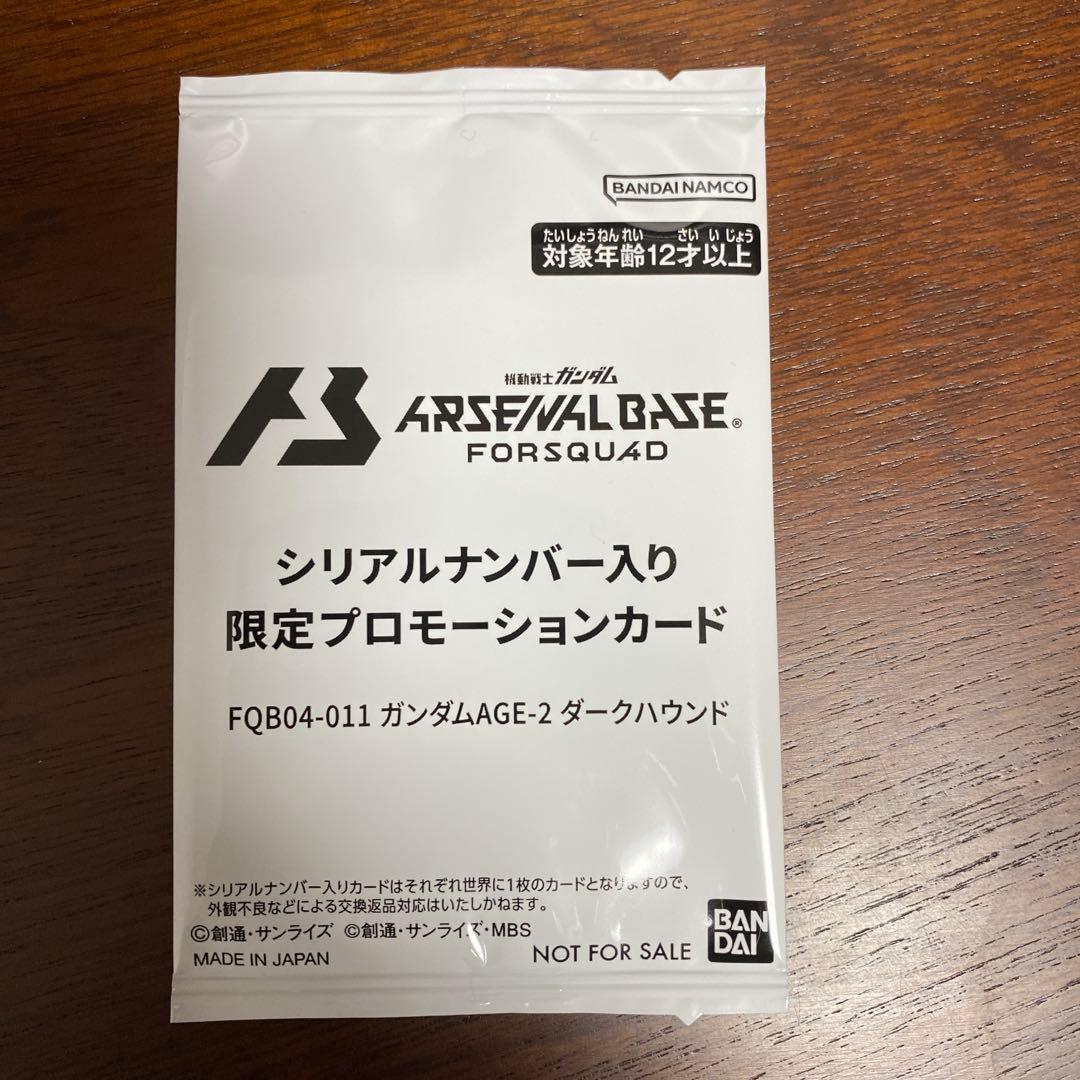 BANDAI NAMCO
たいしょうねんれい さいいじょう
対象年齢12才以上
機動戦士ガンダム
ARSENAL BASE®
FORSQUAD
シリアルナンバー入り
限定プロモーションカード
FQB04-011 ガンダムAGE-2 ダークハウンド
※シリアルナンバー入りカードはそれぞれ世界に1枚のカードとなりますので、
外観不良などによる交換返品対応はいたしかねます。
©創通・サンライズ ©創通・サンライズ・MBS
MADE IN JAPAN
NOT FOR SALE
BAN
DAI